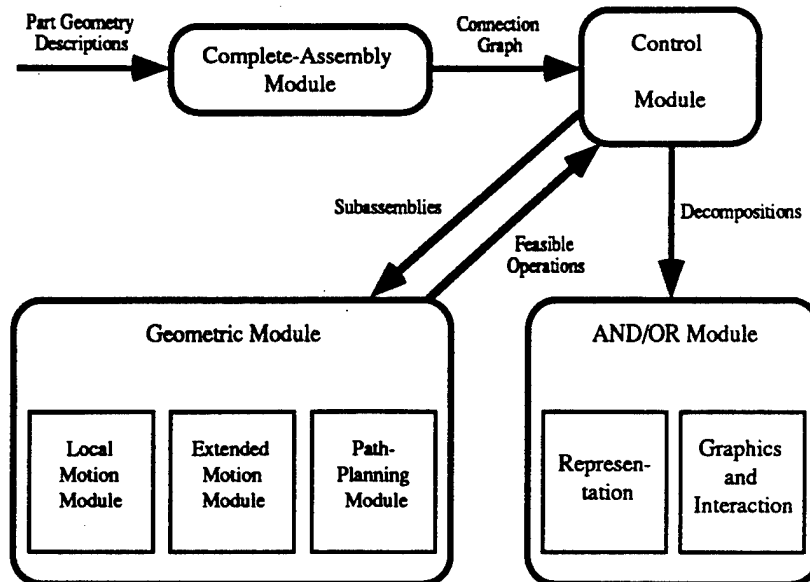 Part Geometry
Descriptions
Complete-Assembly
Module
Connection
Graph
Control
Module
Subassemblies
Feasible
Operations
Decompositions
Geometric Module
Local
Motion
Module
Extended
Motion
Module
Path-
Planning
Module
AND/OR Module
Represen-
tation
Graphics
and
Interaction